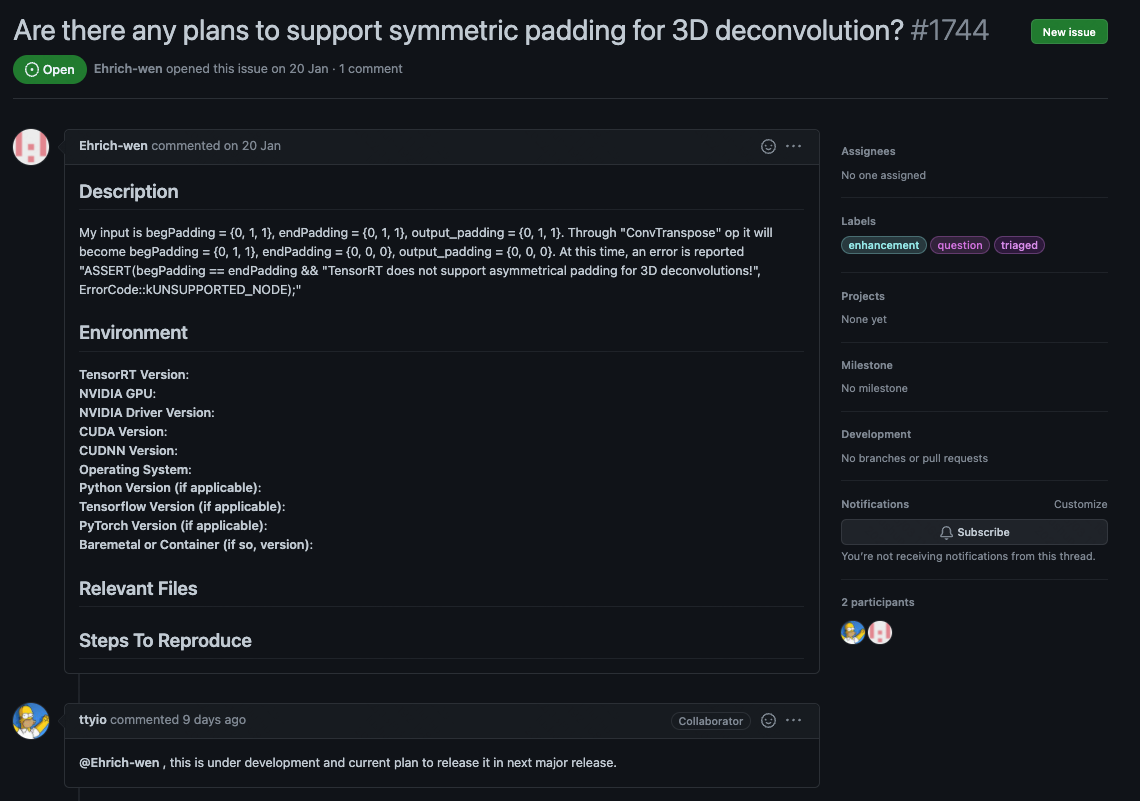 Are there any plans to support symmetric padding for 3D deconvolution? #1744
New issue
Open
Ehrich-wen opened this issue on 20 Jan · 1 comment
Ehrich-wen commented on 20 Jan
Description
My input is begPadding = {0, 1, 1}, endPadding = {0, 1, 1}, output_padding = {0, 1, 1}. Through "ConvTranspose" op it will
become begPadding = {0, 1, 1}, endPadding = {0, 0, 0}, output_padding = {0, 0, 0}. At this time, an error is reported
"ASSERT(begPadding == endPadding && "TensorRT does not support asymmetrical padding for 3D deconvolutions!",
ErrorCode::kUNSUPPORTED_NODE);"
Environment
TensorRT Version:
NVIDIA GPU:
NVIDIA Driver Version:
CUDA Version:
CUDNN Version:
Operating System:
Python Version (if applicable):
Tensorflow Version (if applicable):
PyTorch Version (if applicable):
Baremetal or Container (if so, version):
Relevant Files
Steps To Reproduce
ttyio commented 9 days ago
Collaborator
@Ehrich-wen , this is under development and current plan to release it in next major release.
Assignees
No one assigned
Labels
enhancement question triaged
Projects
None yet
Milestone
No milestone
Development
No branches or pull requests
Notifications
Customize
Subscribe
You're not receiving notifications from this thread.
2 participants